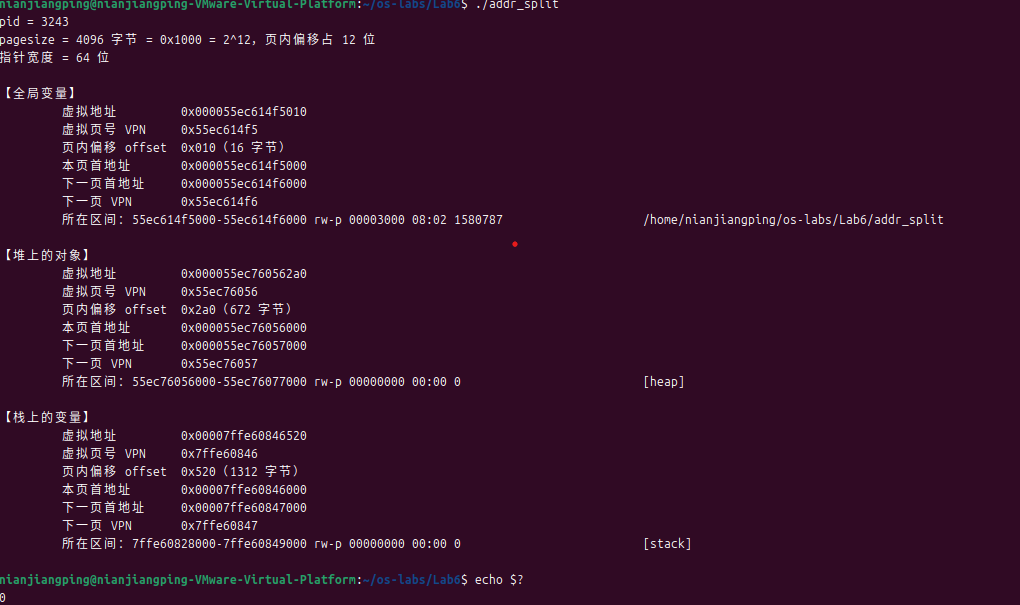 nianjiangping@nianjiangping-VMware-Virtual-Platform:~/os-labs/Lab6$ ./addr_split
pid = 3243
pagesize = 4096 字节 = 0x1000 = 2^12，页内偏移占 12 位
指针宽度 = 64 位
【全局变量】
虚拟地址 0x000055ec614f5010
虚拟页号 VPN 0x55ec614f5
页内偏移 offset 0x010（16 字节）
本页首地址 0x000055ec614f5000
下一页首地址 0x000055ec614f6000
下一页 VPN 0x55ec614f6
所在区间：55ec614f5000-55ec614f6000 rw-p 00003000 08:02 1580787 /home/nianjiangping/os-labs/Lab6/addr_split
【堆上的对象】
虚拟地址 0x000055ec760562a0
虚拟页号 VPN 0x55ec76056
页内偏移 offset 0x2a0（672 字节）
本页首地址 0x000055ec76056000
下一页首地址 0x000055ec76057000
下一页 VPN 0x55ec76057
所在区间：55ec76056000-55ec76077000 rw-p 00000000 00:00 0 [heap]
【栈上的变量】
虚拟地址 0x00007ffe60846520
虚拟页号 VPN 0x7ffe60846
页内偏移 offset 0x520（1312 字节）
本页首地址 0x00007ffe60846000
下一页首地址 0x00007ffe60847000
下一页 VPN 0x7ffe60847
所在区间：7ffe60828000-7ffe60849000 rw-p 00000000 00:00 0 [stack]
nianjiangping@nianjiangping-VMware-Virtual-Platform:~/os-labs/Lab6$ echo $?
0